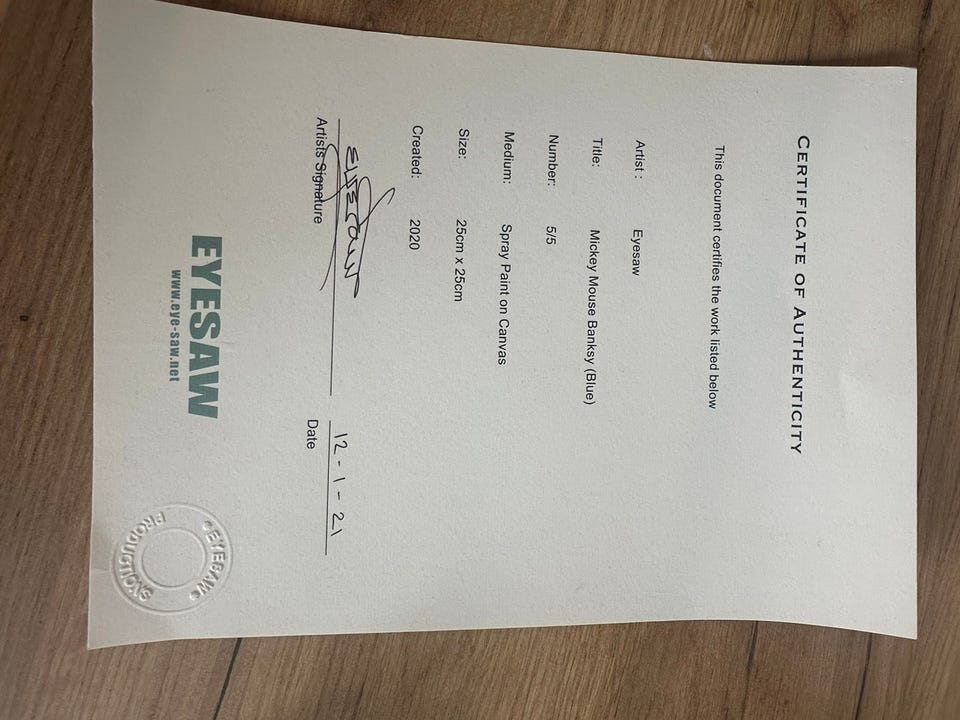 CERTIFICATE OF AUTHENTICITY
This document certifies the work listed below
Artist : Eyesaw
Title: Mickey Mouse Banksy (Blue)
Number: 5/5
Medium: Spray Paint on Canvas
Size: 25cm x 25cm
Created: 2020
EYESAW 12-1-21
Artists Signature Date
EYESAW
www.eye-saw.net
EYESAW
PRODUCTIONS